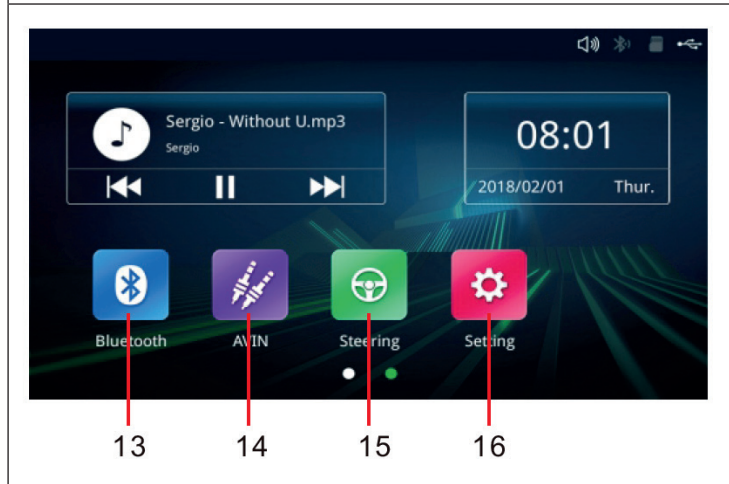 Sergio - Without U.mp3
Sergio
08:01
2018/02/01 Thur.
Bluetooth AVIN Steering Setting
13 14 15 16